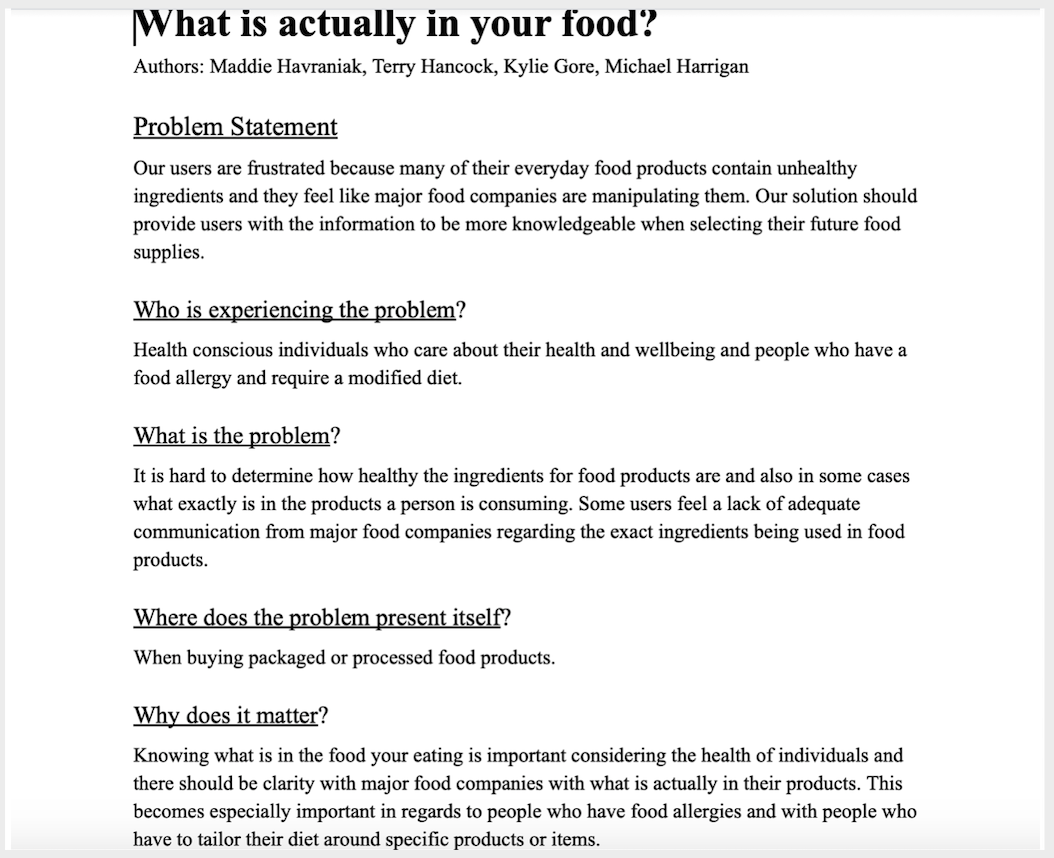 What is actually in your food?
Authors: Maddie Havraniak, Terry Hancock, Kylie Gore, Michael Harrigan
Problem Statement
Our users are frustrated because many of their everyday food products contain unhealthy
ingredients and they feel like major food companies are manipulating them. Our solution should
provide users with the information to be more knowledgeable when selecting their future food
supplies.
Who is experiencing the problem?
Health conscious individuals who care about their health and wellbeing and people who have a
food allergy and require a modified diet.
What is the problem?
It is hard to determine how healthy the ingredients for food products are and also in some cases
what exactly is in the products a person is consuming. Some users feel a lack of adequate
communication from major food companies regarding the exact ingredients being used in food
products.
Where does the problem present itself?
When buying packaged or processed food products.
Why does it matter?
Knowing what is in the food your eating is important considering the health of individuals and
there should be clarity with major food companies with what is actually in their products. This
becomes especially important in regards to people who have food allergies and with people who
have to tailor their diet around specific products or items.